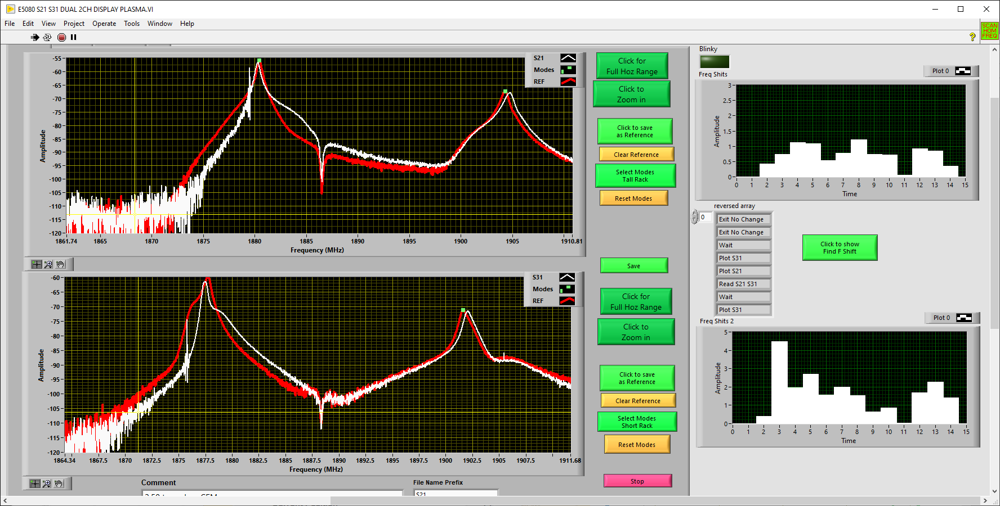 E5080 S21 S31 DUAL 2CH DISPLAY PLASMA.VI
File Edit View Project Operate Tools Window Help
SCAN
HOM
FREQ
S21
Modes
REF
-55
-60
-65
-70
-75
-80
-85
-90
-95
-100
-105
-110
-115
-120
Amplitude
1861.74 1865 1870 1875 1880 1885 1890 1895 1900 1905 1910.81
Frequency (MHz)
Click for
Full Hoz Range
Click to
Zoom in
Click to save
as Reference
Clear Reference
Select Modes
Tall Rack
Reset Modes
Save
S31
Modes
REF
-60
-65
-70
-75
-80
-85
-90
-95
-100
-105
-110
-115
-120
Amplitude
1864.34 1867.5 1870 1872.5 1875 1877.5 1880 1882.5 1885 1887.5 1890 1892.5 1895 1897.5 1900 1902.5 1905 1907.5 1911.68
Frequency (MHz)
Click for
Full Hoz Range
Click to
Zoom in
Click to save
as Reference
Clear Reference
Select Modes
Short Rack
Reset Modes
Stop
Comment
File Name Prefix
S21
Blinky
Freq Shits
Plot 0
3
2.5
2
1.5
1
0.5
0
Amplitude
0 1 2 3 4 5 6 7 8 9 10 11 12 13 14 15
Time
reversed array
0
Exit No Change
Exit No Change
Wait
Plot S31
Plot S21
Read S21 S31
Wait
Plot S31
Click to show
Find F Shift
Freq Shits 2
Plot 0
5
4
3
2
1
0
Amplitude
0 1 2 3 4 5 6 7 8 9 10 11 12 13 14 15
Time